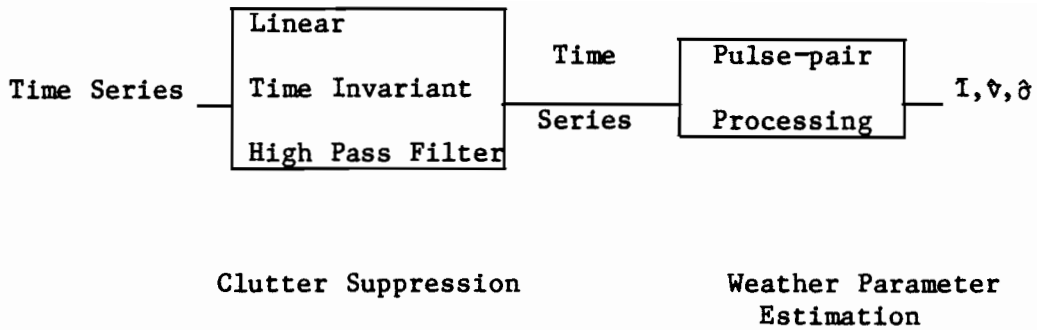 Linear
Time Invariant
High Pass Filter
Time Series
Time
Series
Pulse-pair
Processing
Î,v̂,σ̂
Clutter Suppression
Weather Parameter
Estimation